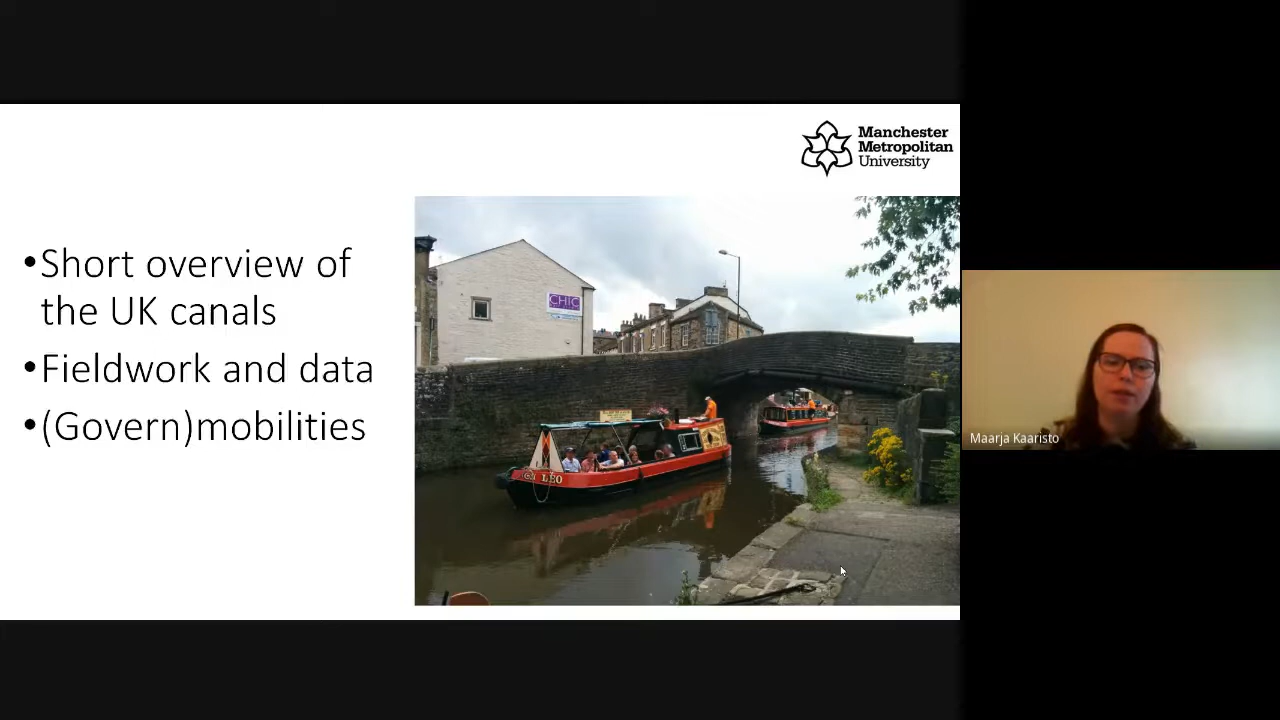 Manchester
Metropolitan
University
•Short overview of
the UK canals
•Fieldwork and data
•(Govern)mobilities
CHIC
LEO
Maarja Kaaristo